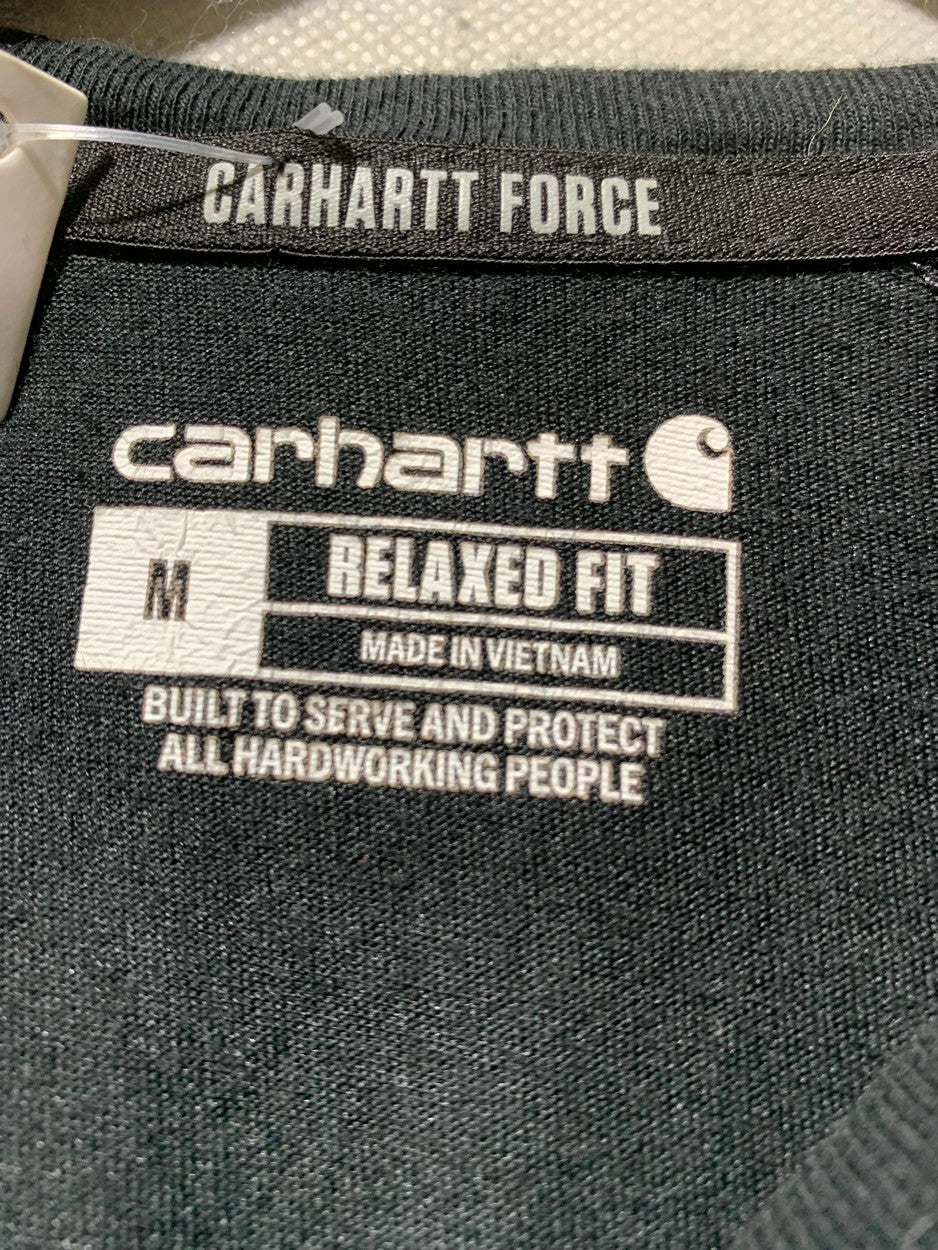 CARHARTT FORCE
carhartt
M
RELAXED FIT
MADE IN VIETNAM
BUILT TO SERVE AND PROTECT
ALL HARDWORKING PEOPLE